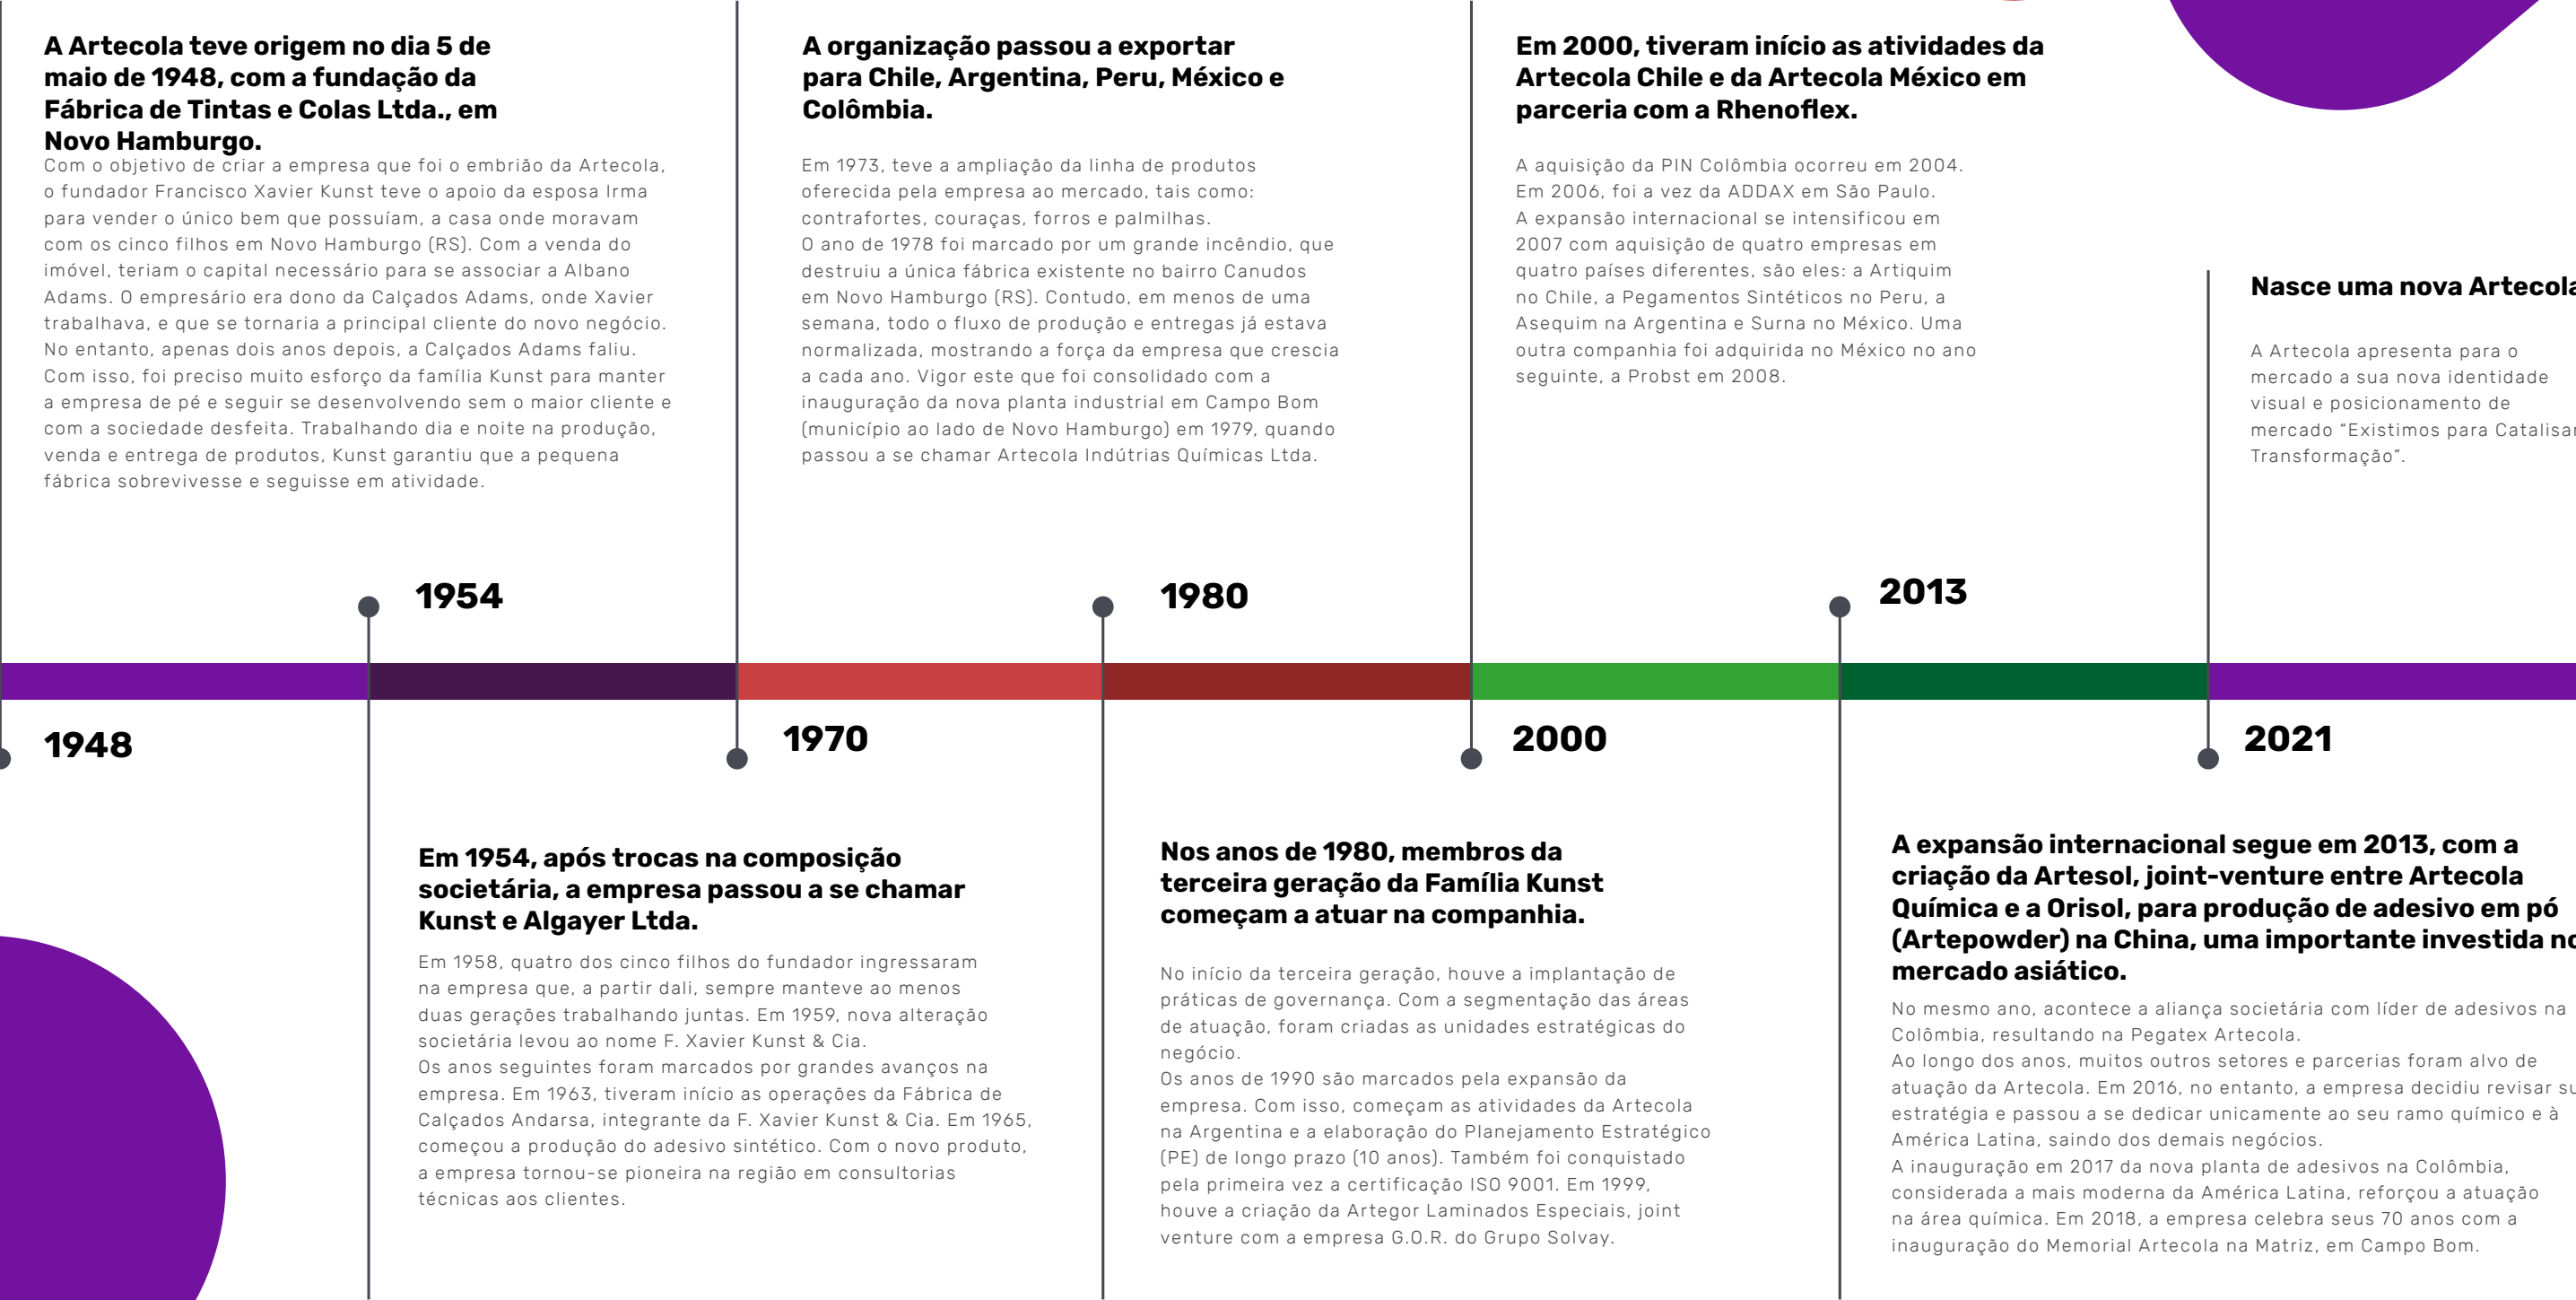 A Artecola teve origem no dia 5 de
maio de 1948, com a fundação da
Fábrica de Tintas e Colas Ltda., em
Novo Hamburgo.
Com o objetivo de criar a empresa que foi o embrião da Artecola,
o fundador Francisco Xavier Kunst teve o apoio da esposa Irma
para vender o único bem que possuíam, a casa onde moravam
com os cinco filhos em Novo Hamburgo (RS). Com a venda do
imóvel, teriam o capital necessário para se associar a Albano
Adams. O empresário era dono da Calçados Adams, onde Xavier
trabalhava, e que se tornaria a principal cliente do novo negócio.
No entanto, apenas dois anos depois, a Calçados Adams faliu.
Com isso, foi preciso muito esforço da família Kunst para manter
a empresa de pé e seguir se desenvolvendo sem o maior cliente e
com a sociedade desfeita. Trabalhando dia e noite na produção,
venda e entrega de produtos, Kunst garantiu que a pequena
fábrica sobrevivesse e seguisse em atividade.
1948
1954
Em 1954, após trocas na composição
societária, a empresa passou a se chamar
Kunst e Algayer Ltda.
Em 1958, quatro dos cinco filhos do fundador ingressaram
na empresa que, a partir dali, sempre manteve ao menos
duas gerações trabalhando juntas. Em 1959, nova alteração
societária levou ao nome F. Xavier Kunst & Cia.
Os anos seguintes foram marcados por grandes avanços na
empresa. Em 1963, tiveram início as operações da Fábrica de
Calçados Andarsa, integrante da F. Xavier Kunst & Cia. Em 1965,
começou a produção do adesivo sintético. Com o novo produto,
a empresa tornou-se pioneira na região em consultorias
técnicas aos clientes.
A organização passou a exportar
para Chile, Argentina, Peru, México e
Colômbia.
Em 1973, teve a ampliação da linha de produtos
oferecida pela empresa ao mercado, tais como:
contrafortes, couraças, forros e palmilhas.
O ano de 1978 foi marcado por um grande incêndio, que
destruiu a única fábrica existente no bairro Canudos
em Novo Hamburgo (RS). Contudo, em menos de uma
semana, todo o fluxo de produção e entregas já estava
normalizada, mostrando a força da empresa que crescia
a cada ano. Vigor este que foi consolidado com a
inauguração da nova planta industrial em Campo Bom
(município ao lado de Novo Hamburgo) em 1979, quando
passou a se chamar Artecola Indútrias Químicas Ltda.
1970
1980
Nos anos de 1980, membros da
terceira geração da Família Kunst
começam a atuar na companhia.
No início da terceira geração, houve a implantação de
práticas de governança. Com a segmentação das áreas
de atuação, foram criadas as unidades estratégicas do
negócio.
Os anos de 1990 são marcados pela expansão da
empresa. Com isso, começam as atividades da Artecola
na Argentina e a elaboração do Planejamento Estratégico
(PE) de longo prazo (10 anos). Também foi conquistado
pela primeira vez a certificação ISO 9001. Em 1999,
houve a criação da Artegor Laminados Especiais, joint
venture com a empresa G.O.R. do Grupo Solvay.
Em 2000, tiveram início as atividades da
Artecola Chile e da Artecola México em
parceria com a Rhenoflex.
A aquisição da PIN Colômbia ocorreu em 2004.
Em 2006, foi a vez da ADDAX em São Paulo.
A expansão internacional se intensificou em
2007 com aquisição de quatro empresas em
quatro países diferentes, são eles: a Artiquim
no Chile, a Pegamentos Sintéticos no Peru, a
Asequim na Argentina e Surna no México. Uma
outra companhia foi adquirida no México no ano
seguinte, a Probst em 2008.
2000
2013
A expansão internacional segue em 2013, com a
criação da Artesol, joint-venture entre Artecola
Química e a Orisol, para produção de adesivo em pó
(Artepowder) na China, uma importante investida no
mercado asiático.
No mesmo ano, acontece a aliança societária com líder de adesivos na
Colômbia, resultando na Pegatex Artecola.
Ao longo dos anos, muitos outros setores e parcerias foram alvo de
atuação da Artecola. Em 2016, no entanto, a empresa decidiu revisar su
estratégia e passou a se dedicar unicamente ao seu ramo químico e à
América Latina, saindo dos demais negócios.
A inauguração em 2017 da nova planta de adesivos na Colômbia,
considerada a mais moderna da América Latina, reforçou a atuação
na área química. Em 2018, a empresa celebra seus 70 anos com a
inauguração do Memorial Artecola na Matriz, em Campo Bom.
Nasce uma nova Artecola
A Artecola apresenta para o
mercado a sua nova identidade
visual e posicionamento de
mercado “Existimos para Catalisar
Transformação”.
2021